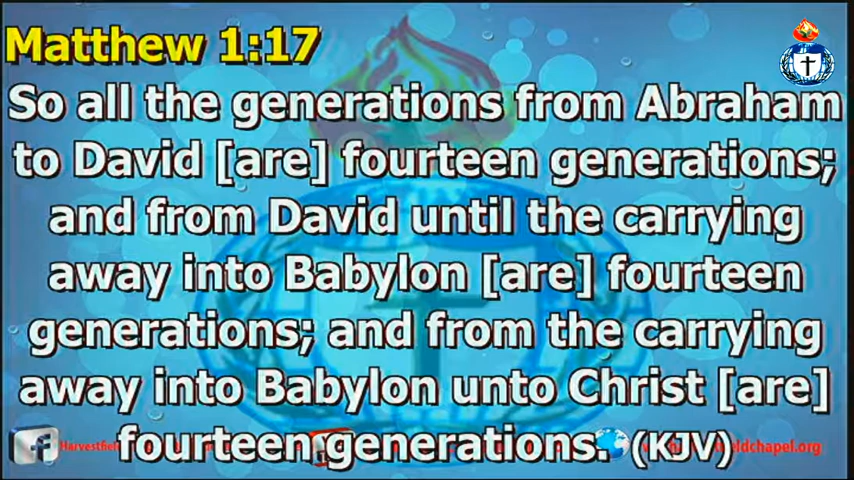 Matthew 1:17
So all the generations from Abraham
to David [are] fourteen generations;
and from David until the carrying
away into Babylon [are] fourteen
generations; and from the carrying
away into Babylon unto Christ [are]
fourteen generations. (KJV)